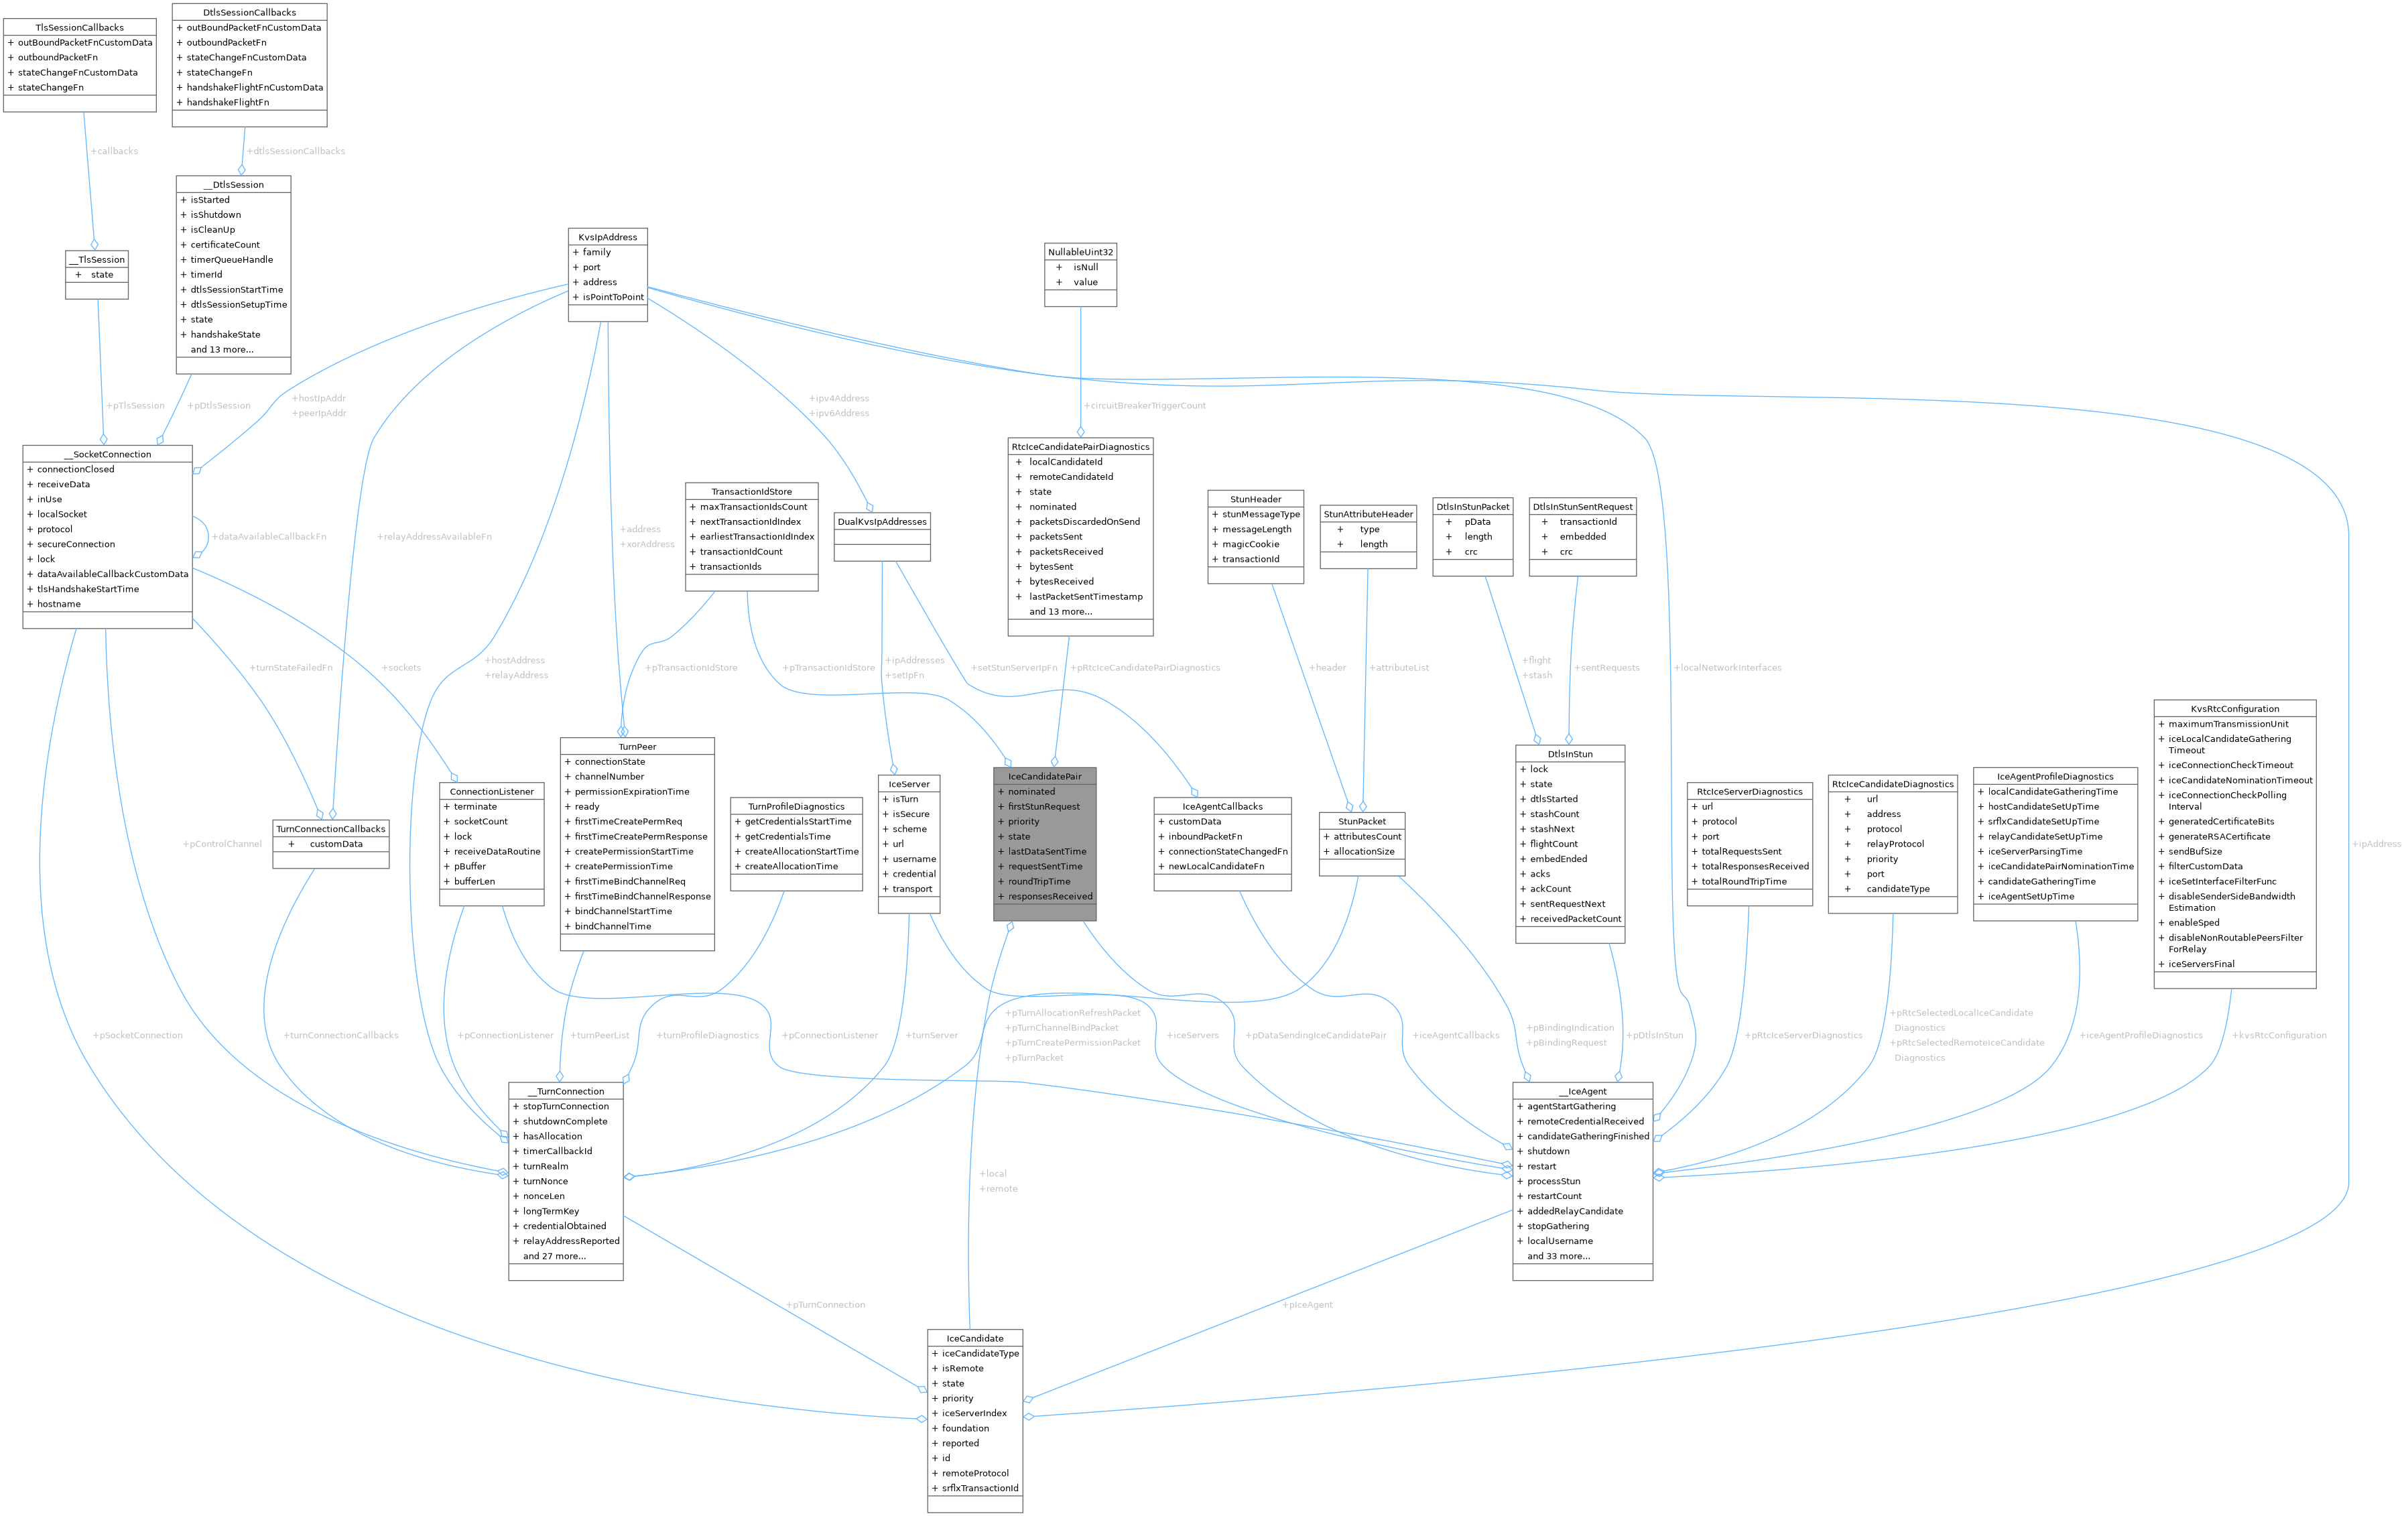 TlsSessionCallbacks
+ outBoundPacketFnCustomData
+ outboundPacketFn
+ stateChangeFnCustomData
+ stateChangeFn
DtlsSessionCallbacks
+ outBoundPacketFnCustomData
+ outboundPacketFn
+ stateChangeFnCustomData
+ stateChangeFn
+ handshakeFlightFnCustomData
+ handshakeFlightFn
+callbacks
+dtlsSessionCallbacks
__TlsSession
+ state
__DtlsSession
+ isStarted
+ isShutdown
+ isCleanUp
+ certificateCount
+ timerQueueHandle
+ timerId
+ dtlsSessionStartTime
+ dtlsSessionSetupTime
+ state
+ handshakeState
and 13 more...
KvsIpAddress
+ family
+ port
+ address
+ isPointToPoint
NullableUint32
+ isNull
+ value
+pTlsSession
+pDtlsSession
+hostIpAddr
+peerIpAddr
+ipv4Address
+ipv6Address
+circuitBreakerTriggerCount
__SocketConnection
+ connectionClosed
+ receiveData
+ inUse
+ localSocket
+ protocol
+ secureConnection
+ lock
+ dataAvailableCallbackCustomData
+ tlsHandshakeStartTime
+ hostname
+dataAvailableCallbackFn
+relayAddressAvailableFn
+address
+xorAddress
TransactionIdStore
+ maxTransactionIdsCount
+ nextTransactionIdIndex
+ earliestTransactionIdIndex
+ transactionIdCount
+ transactionIds
DualKvsIpAddresses
RtcIceCandidatePairDiagnostics
+ localCandidateId
+ remoteCandidateId
+ state
+ nominated
+ packetsDiscardedOnSend
+ packetsSent
+ packetsReceived
+ bytesSent
+ bytesReceived
+ lastPacketSentTimestamp
and 13 more...
StunHeader
+ stunMessageType
+ messageLength
+ magicCookie
+ transactionId
StunAttributeHeader
+ type
+ length
DtlsInStunPacket
+ pData
+ length
+ crc
DtlsInStunSentRequest
+ transactionId
+ embedded
+ crc
+turnStateFailedFn
+sockets
+hostAddress
+relayAddress
+pTransactionIdStore
+pTransactionIdStore
+ipAddresses
+setIpFn
+setStunServerIpFn
+pRtcIceCandidatePairDiagnostics
+header
+attributeList
+flight
+stash
+sentRequests
+localNetworkInterfaces
TurnConnectionCallbacks
+ customData
ConnectionListener
+ terminate
+ socketCount
+ lock
+ receiveDataRoutine
+ pBuffer
+ bufferLen
TurnPeer
+ connectionState
+ channelNumber
+ permissionExpirationTime
+ ready
+ firstTimeCreatePermReq
+ firstTimeCreatePermResponse
+ createPermissionStartTime
+ createPermissionTime
+ firstTimeBindChannelReq
+ firstTimeBindChannelResponse
+ bindChannelStartTime
+ bindChannelTime
TurnProfileDiagnostics
+ getCredentialsStartTime
+ getCredentialsTime
+ createAllocationStartTime
+ createAllocationTime
IceServer
+ isTurn
+ isSecure
+ scheme
+ url
+ username
+ credential
+ transport
IceCandidatePair
+ nominated
+ firstStunRequest
+ priority
+ state
+ lastDataSentTime
+ requestSentTime
+ roundTripTime
+ responsesReceived
IceAgentCallbacks
+ customData
+ inboundPacketFn
+ connectionStateChangedFn
+ newLocalCandidateFn
StunPacket
+ attributesCount
+ allocationSize
DtlsInStun
+ lock
+ state
+ dtlsStarted
+ stashCount
+ stashNext
+ flightCount
+ embedEnded
+ acks
+ ackCount
+ sentRequestNext
+ receivedPacketCount
RtcIceServerDiagnostics
+ url
+ protocol
+ port
+ totalRequestsSent
+ totalResponsesReceived
+ totalRoundTripTime
RtcIceCandidateDiagnostics
+ url
+ address
+ protocol
+ relayProtocol
+ priority
+ port
+ candidateType
IceAgentProfileDiagnostics
+ localCandidateGatheringTime
+ hostCandidateSetUpTime
+ srflxCandidateSetUpTime
+ relayCandidateSetUpTime
+ iceServerParsingTime
+ iceCandidatePairNominationTime
+ candidateGatheringTime
+ iceAgentSetUpTime
KvsRtcConfiguration
+ maximumTransmissionUnit
+ iceLocalCandidateGathering
Timeout
+ iceConnectionCheckTimeout
+ iceCandidateNominationTimeout
+ iceConnectionCheckPolling
Interval
+ generatedCertificateBits
+ generateRSACertificate
+ sendBufSize
+ filterCustomData
+ iceSetInterfaceFilterFunc
+ disableSenderSideBandwidth
Estimation
+ enableSped
+ disableNonRoutablePeersFilter
ForRelay
+ iceServersFinal
+pControlChannel
+ipAddress
+pSocketConnection
+turnConnectionCallbacks
+pConnectionListener
+turnPeerList
+turnProfileDiagnostics
+pConnectionListener
+turnServer
+pTurnAllocationRefreshPacket
+pTurnChannelBindPacket
+pTurnCreatePermissionPacket
+pTurnPacket
+iceServers
+pDataSendingIceCandidatePair
+iceAgentCallbacks
+pBindingIndication
+pBindingRequest
+pDtlsInStun
+pRtcIceServerDiagnostics
+pRtcSelectedLocalIceCandidate
Diagnostics
+pRtcSelectedRemoteIceCandidate
Diagnostics
+iceAgentProfileDiagnostics
+kvsRtcConfiguration
__TurnConnection
+ stopTurnConnection
+ shutdownComplete
+ hasAllocation
+ timerCallbackId
+ turnRealm
+ turnNonce
+ nonceLen
+ longTermKey
+ credentialObtained
+ relayAddressReported
and 27 more...
+local
+remote
__IceAgent
+ agentStartGathering
+ remoteCredentialReceived
+ candidateGatheringFinished
+ shutdown
+ restart
+ processStun
+ restartCount
+ addedRelayCandidate
+ stopGathering
+ localUsername
and 33 more...
+pTurnConnection
+pIceAgent
IceCandidate
+ iceCandidateType
+ isRemote
+ state
+ priority
+ iceServerIndex
+ foundation
+ reported
+ id
+ remoteProtocol
+ srflxTransactionId